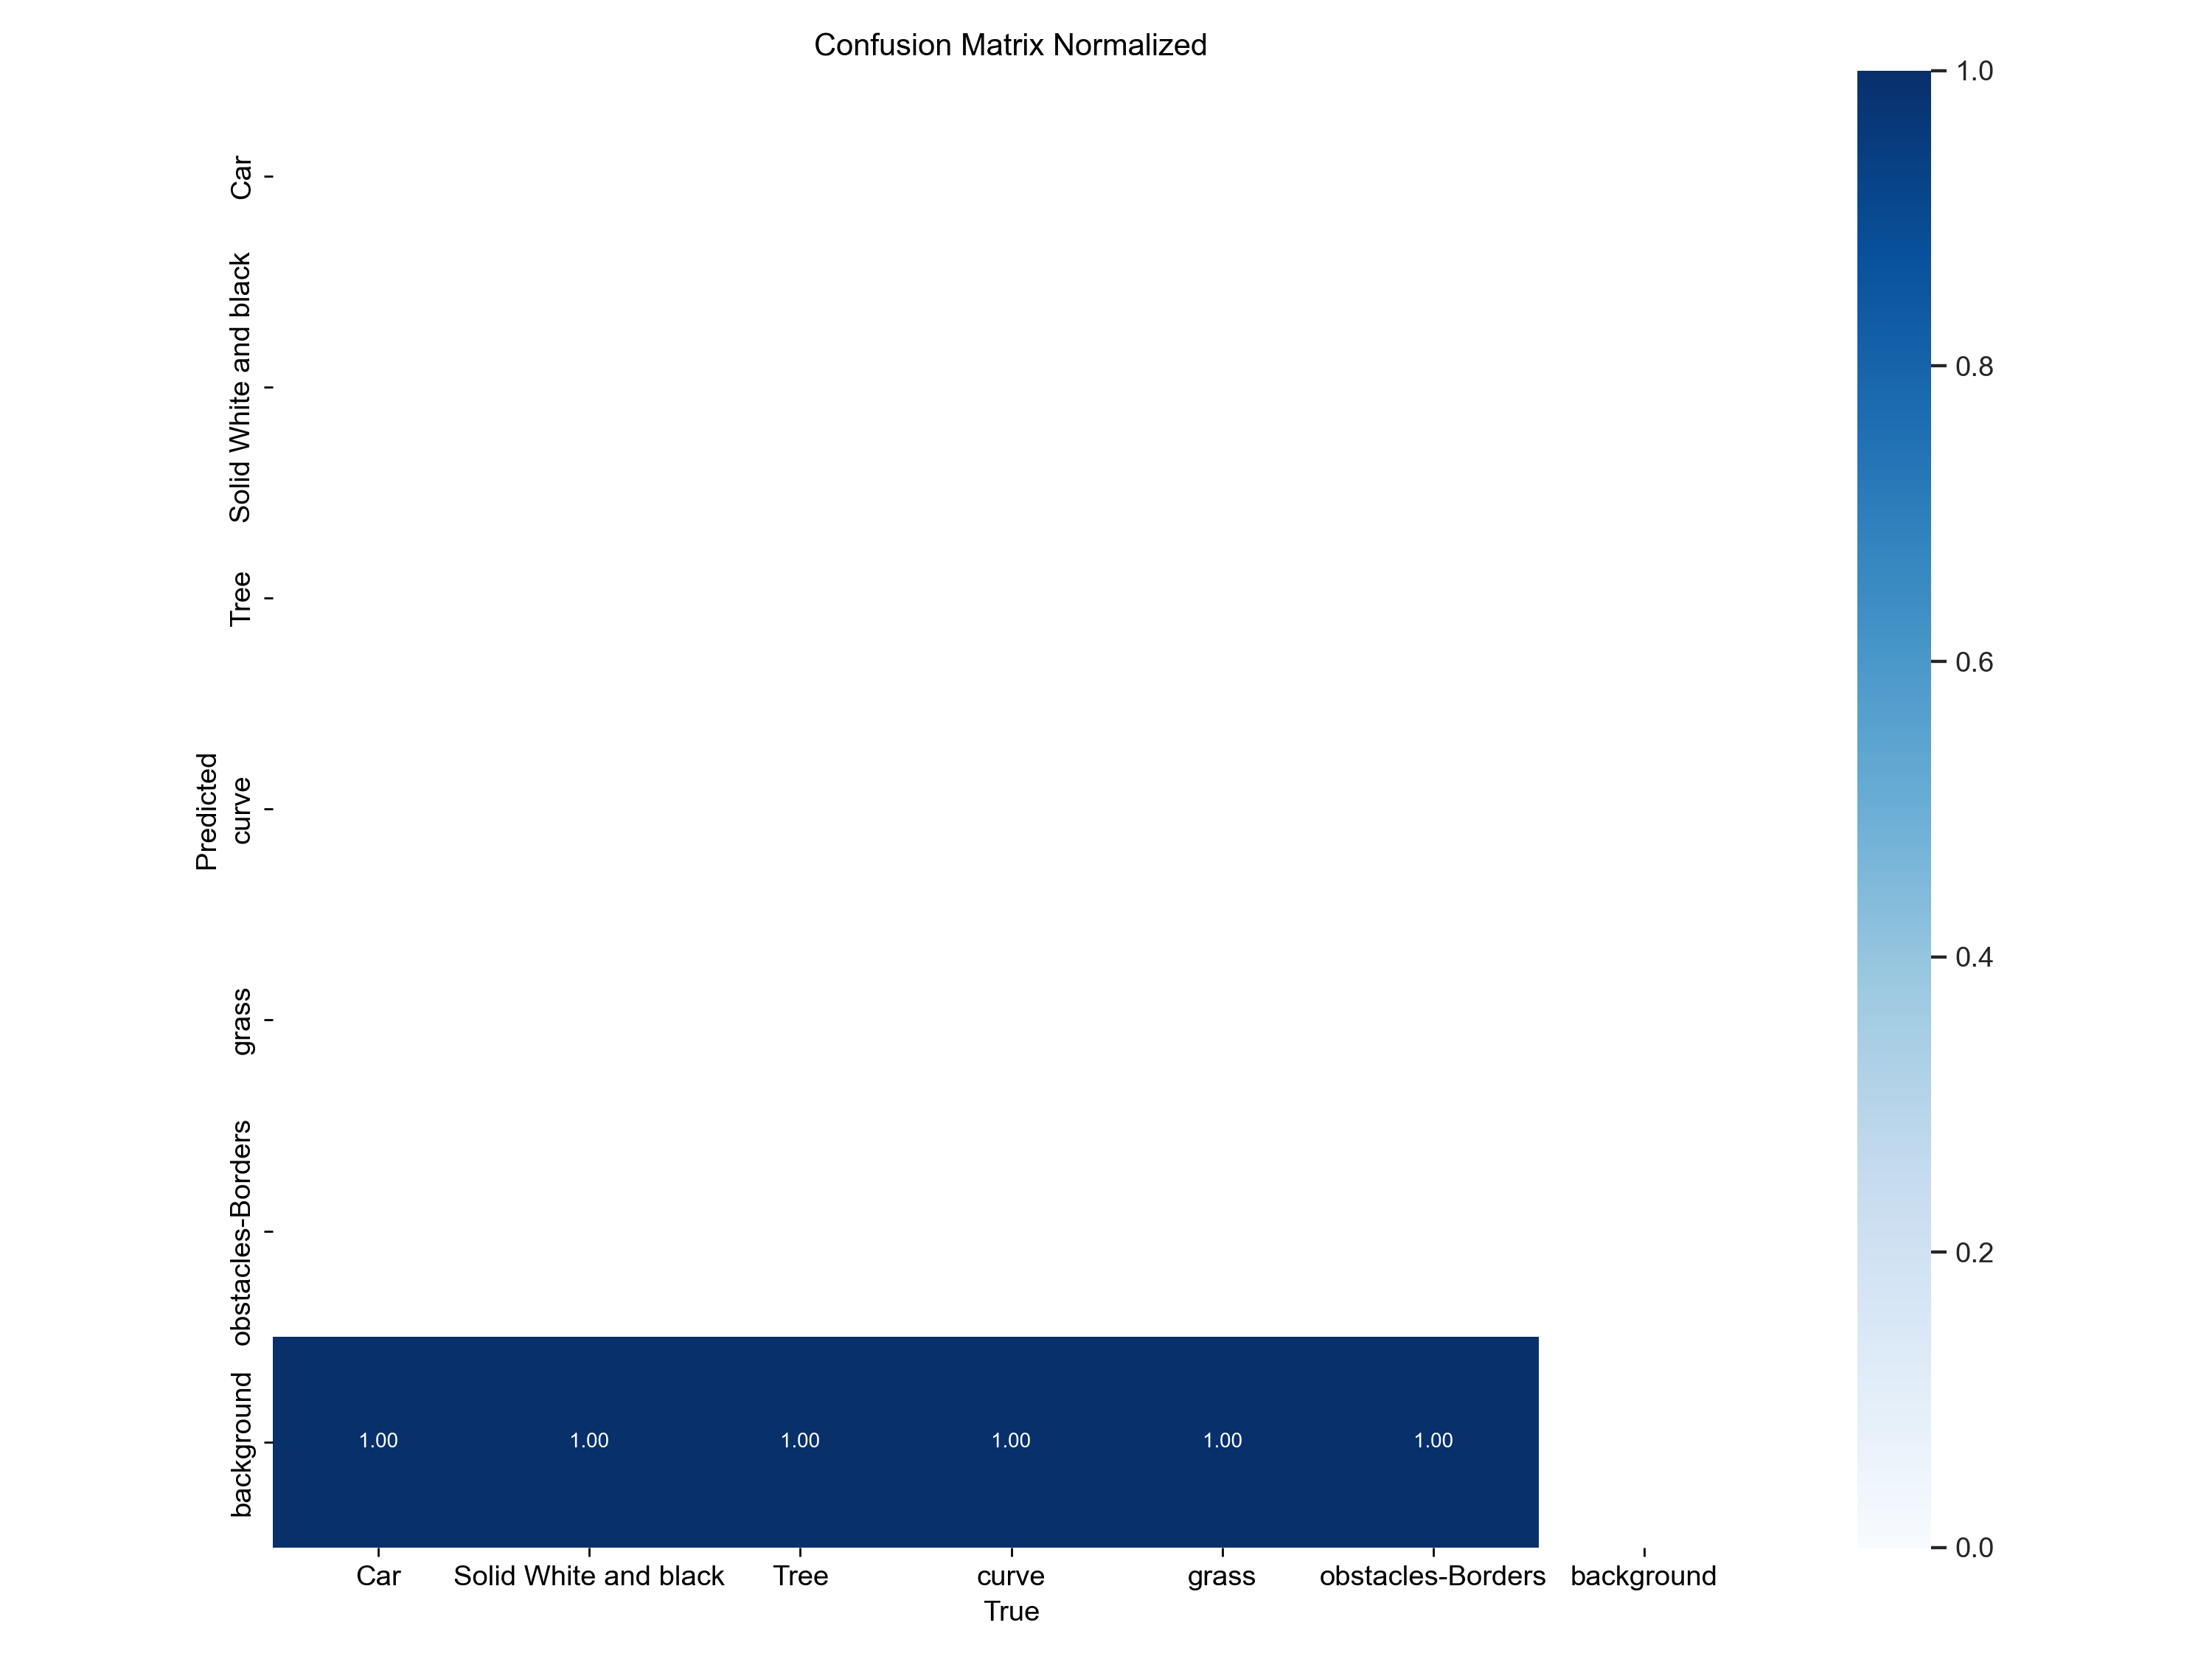 Confusion Matrix Normalized
Predicted
Car
Solid White and black
Tree
curve
grass
obstacles-Borders
background
1.00 1.00 1.00 1.00 1.00 1.00
Car Solid White and black Tree curve grass obstacles-Borders background
True
1.0
0.8
0.6
0.4
0.2
0.0